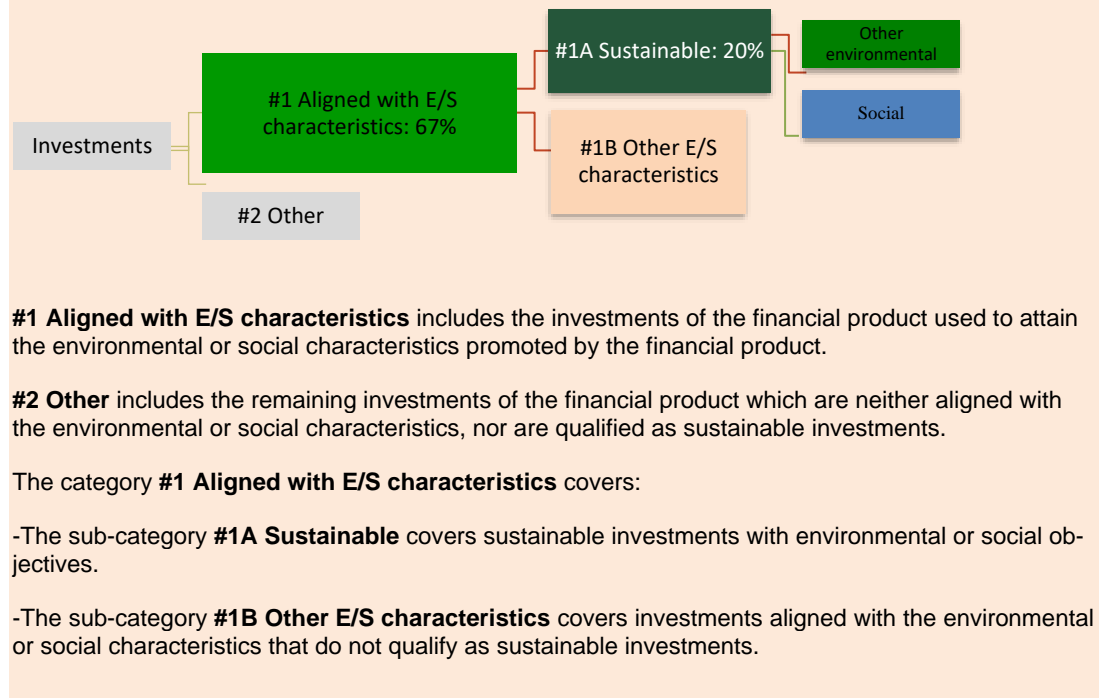 Investments
#1 Aligned with E/S
characteristics: 67%
#2 Other
#1A Sustainable: 20%
#1B Other E/S
characteristics
Other
environmental
Social
#1 Aligned with E/S characteristics includes the investments of the financial product used to attain
the environmental or social characteristics promoted by the financial product.
#2 Other includes the remaining investments of the financial product which are neither aligned with
the environmental or social characteristics, nor are qualified as sustainable investments.
The category #1 Aligned with E/S characteristics covers:
-The sub-category #1A Sustainable covers sustainable investments with environmental or social ob-
jectives.
-The sub-category #1B Other E/S characteristics covers investments aligned with the environmental
or social characteristics that do not qualify as sustainable investments.